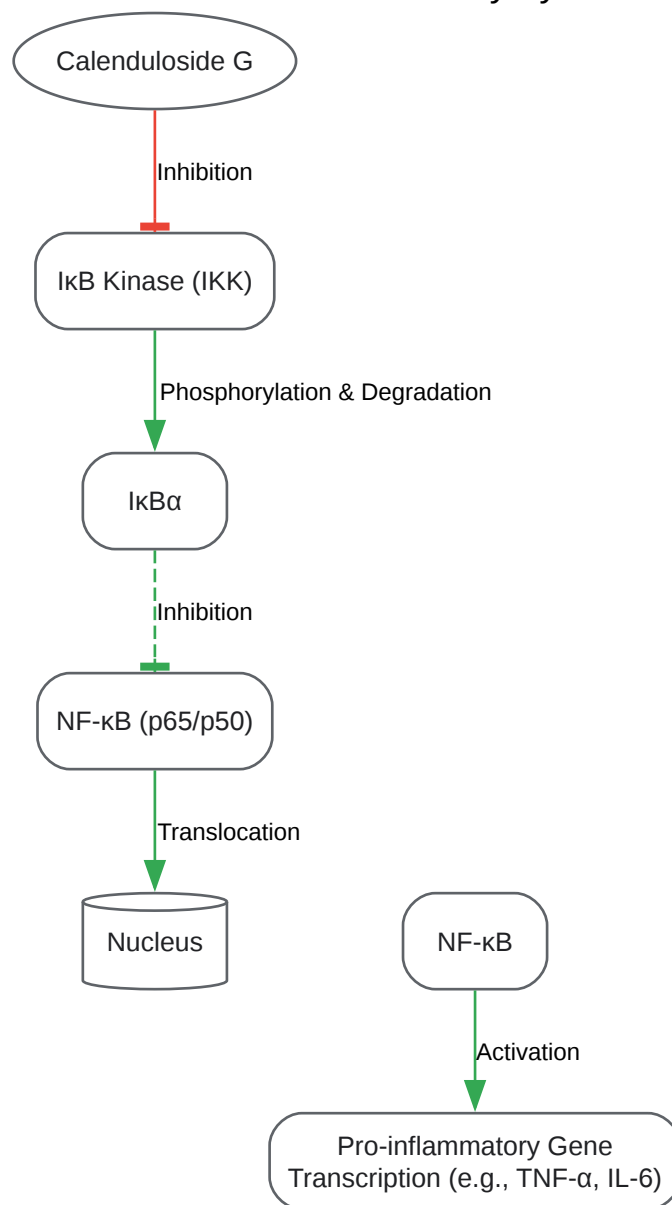 Calenduloside G
Inhibition
IκB Kinase (IKK)
Phosphorylation & Degradation
IκBα
Inhibition
NF-κB (p65/p50)
Translocation
Nucleus
NF-κB
Activation
Pro-inflammatory Gene
Transcription (e.g., TNF-α, IL-6)